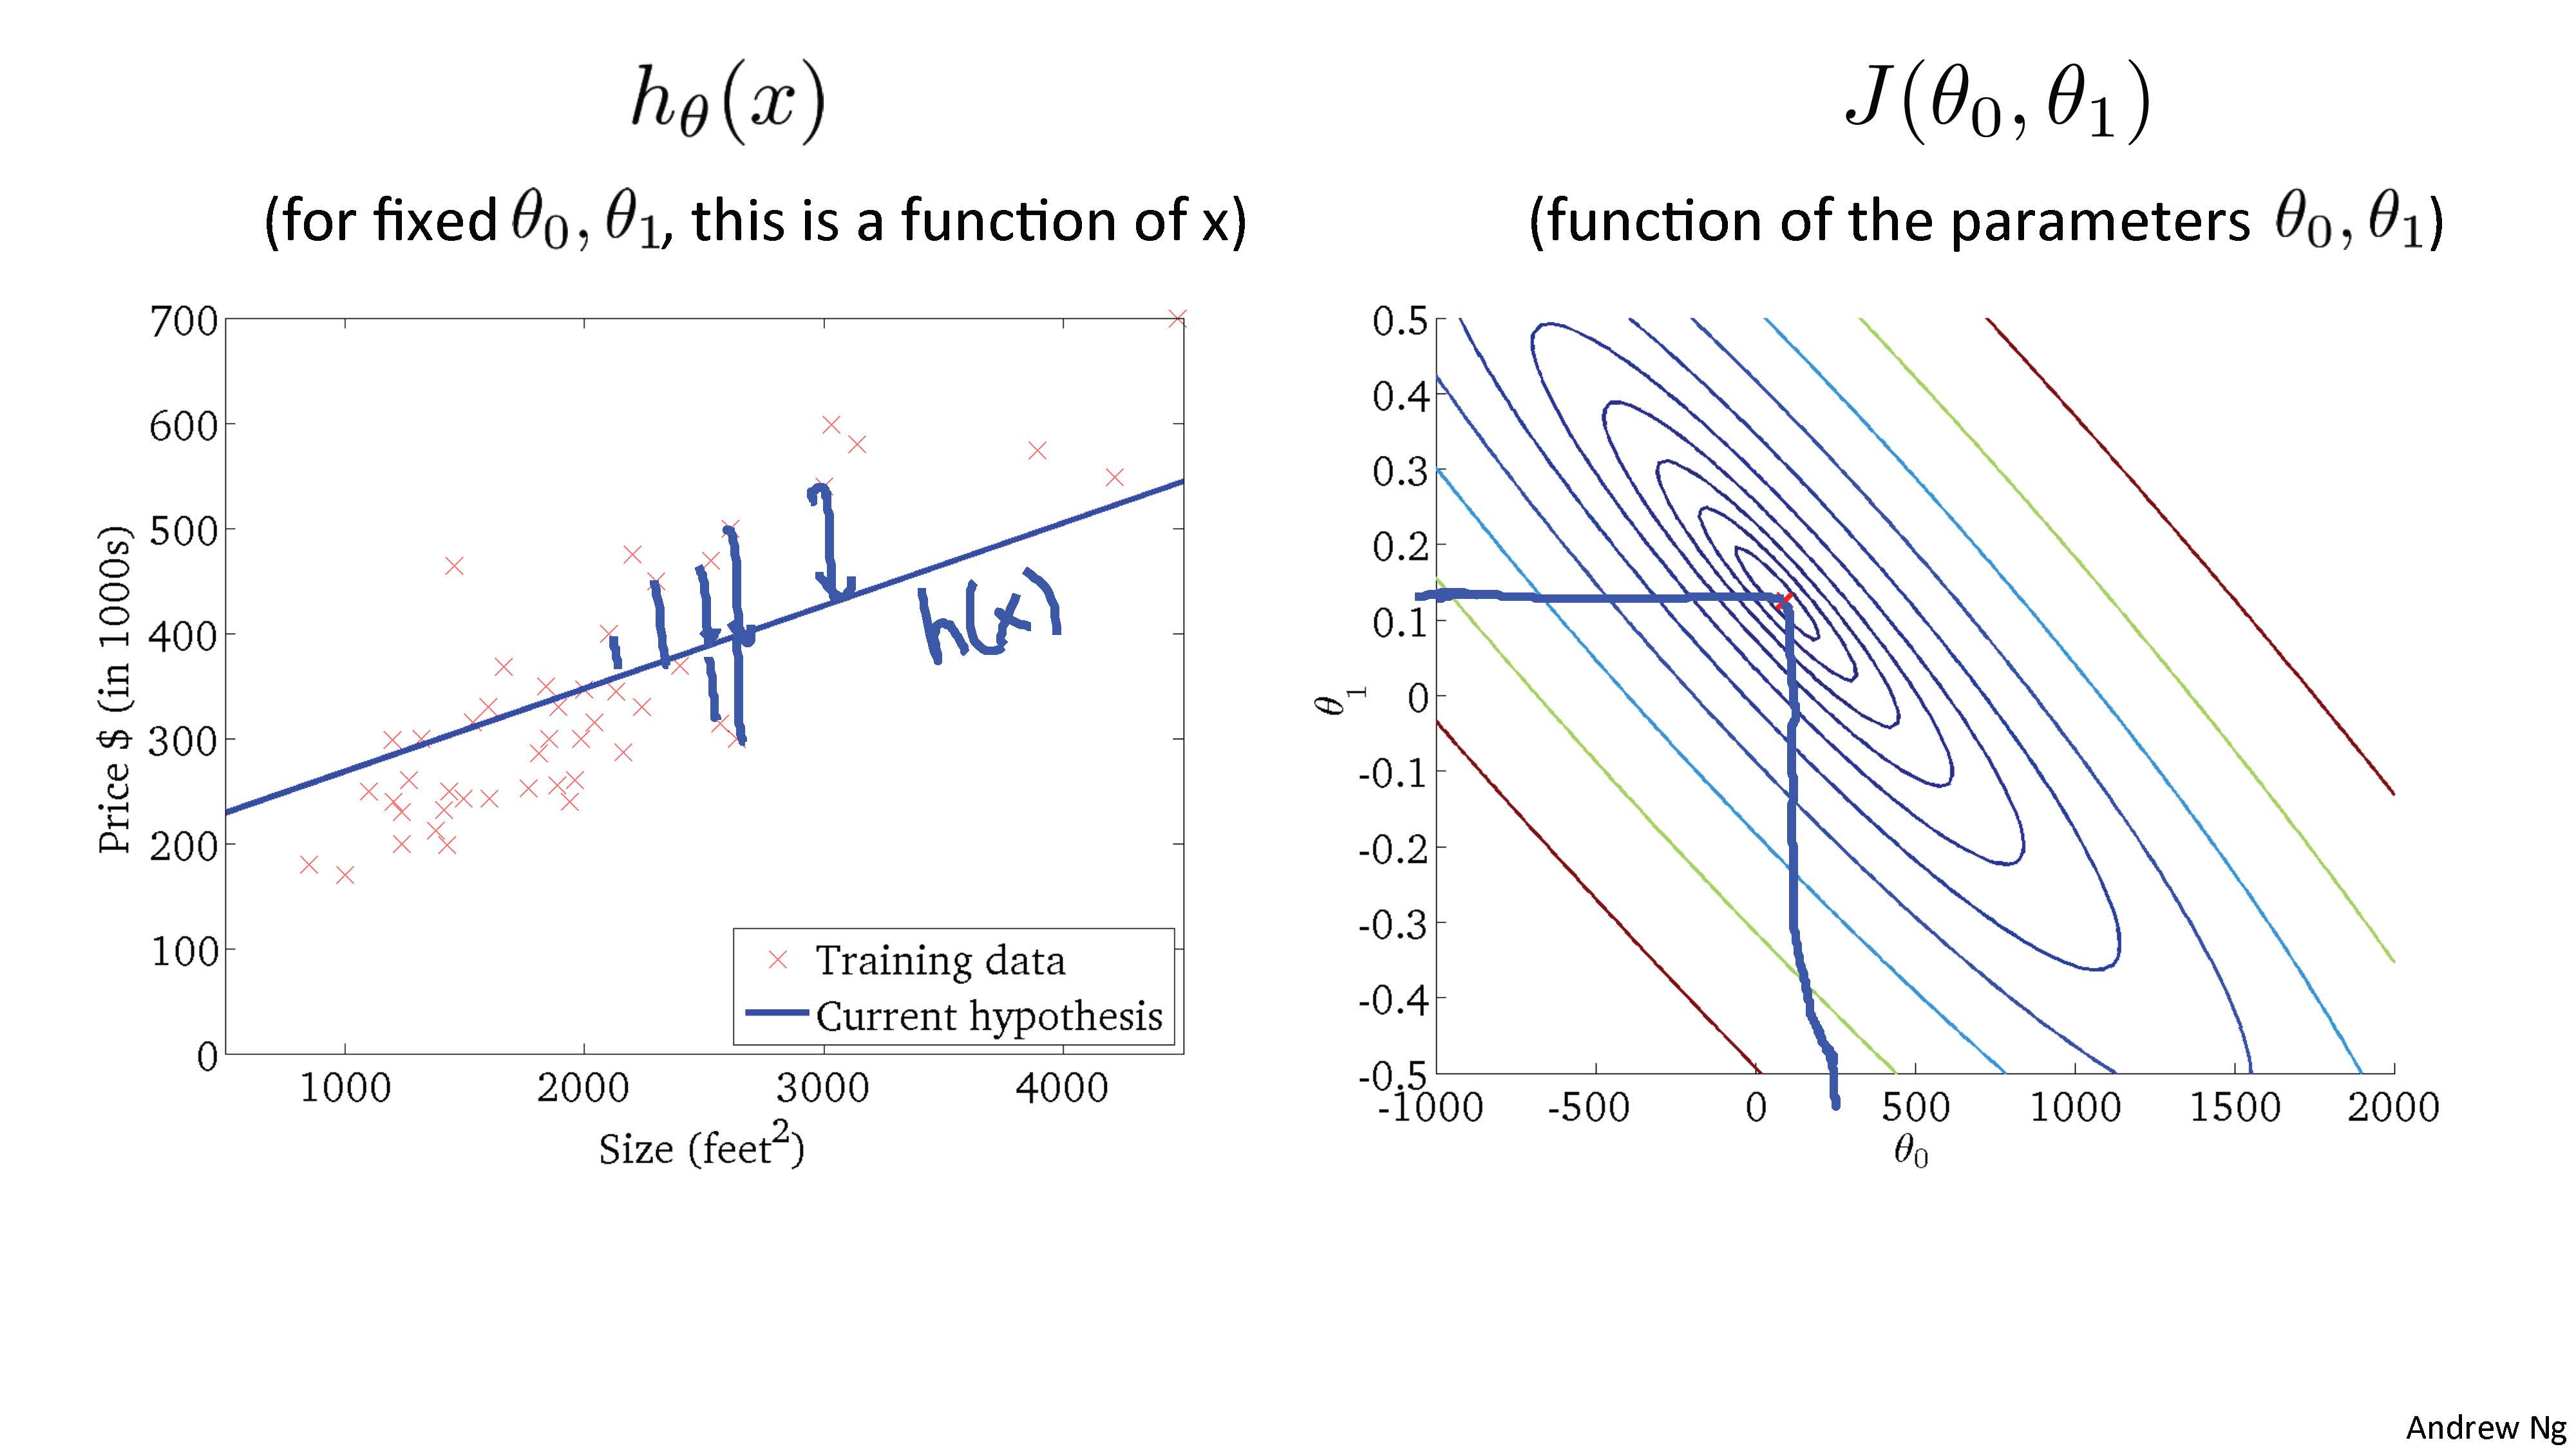 h_θ(x)
(for fixed θ₀, θ₁, this is a function of x)
700
600
500
400
300
200
100
0
Price $ (in 1000s)
1000 2000 3000 4000
Size (feet²)
h(x)
Training data
Current hypothesis
J(θ₀, θ₁)
(function of the parameters θ₀, θ₁)
0.5
0.4
0.3
0.2
0.1
0
-0.1
-0.2
-0.3
-0.4
-0.5
θ₁
-1000 -500 0 500 1000 1500 2000
θ₀
Andrew Ng